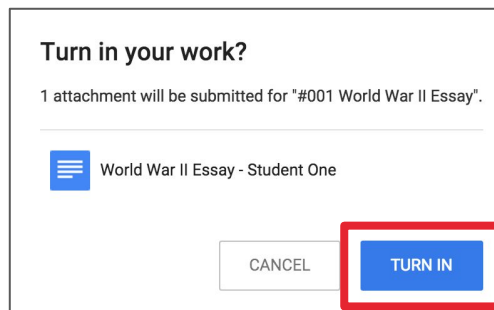 Turn in your work?
1 attachment will be submitted for "#001 World War II Essay".
World War II Essay - Student One
CANCEL TURN IN